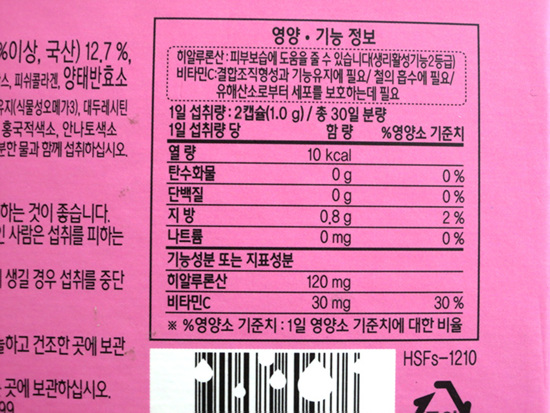 영양 · 기능 정보
히알루론산 : 피부보습에 도움을 줄 수 있습니다(생리활성기능2등급)
비타민C:결합조직형성과 기능유지에 필요/ 철의 흡수에 필요/
유해산소로부터 세포를 보호하는데 필요
1일 섭취량 : 2캡슐(1.0 g) / 총 30일 분량
1일 섭취량 당 함 량 %영양소 기준치
열 량 10 kcal
탄수화물 0 g 0 %
단백질 0 g 0 %
지 방 0.8 g 2 %
나트륨 0 mg 0 %
기능성분 또는 지표성분
히알루론산 120 mg
비타민C 30 mg 30 %
※ %영양소 기준치 : 1일 영양소 기준치에 대한 비율
HSFs-1210
%이상, 국산) 12.7 %,
스, 피쉬콜라겐, 양태반효소
유지(식물성오메가3), 대두레시틴
홍국적색소, 안나토색소
분한 물과 함께 섭취하십시오.
하는 것이 좋습니다.
인 사람은 섭취를 피하는
생길 경우 섭취를 중단
늘하고 건조한 곳에 보관
곳에 보관하십시오.
99